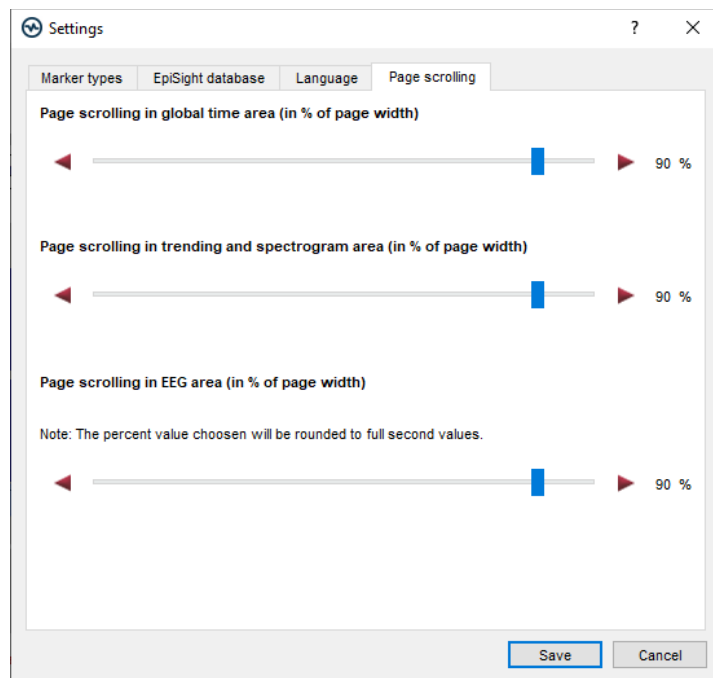 Settings
?
Marker types EpiSight database Language Page scrolling
Page scrolling in global time area (in % of page width)
90 %
Page scrolling in trending and spectrogram area (in % of page width)
90 %
Page scrolling in EEG area (in % of page width)
Note: The percent value choosen will be rounded to full second values.
90 %
Save Cancel